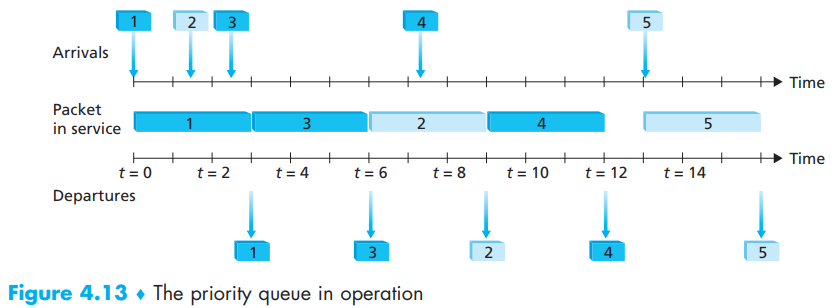 1 2 3 4 5
Arrivals
Time
Packet
in service
1 3 2 4 5
Time
t = 0 t = 2 t = 4 t = 6 t = 8 t = 10 t = 12 t = 14
Departures
1 3 2 4 5
Figure 4.13 ♦ The priority queue in operation